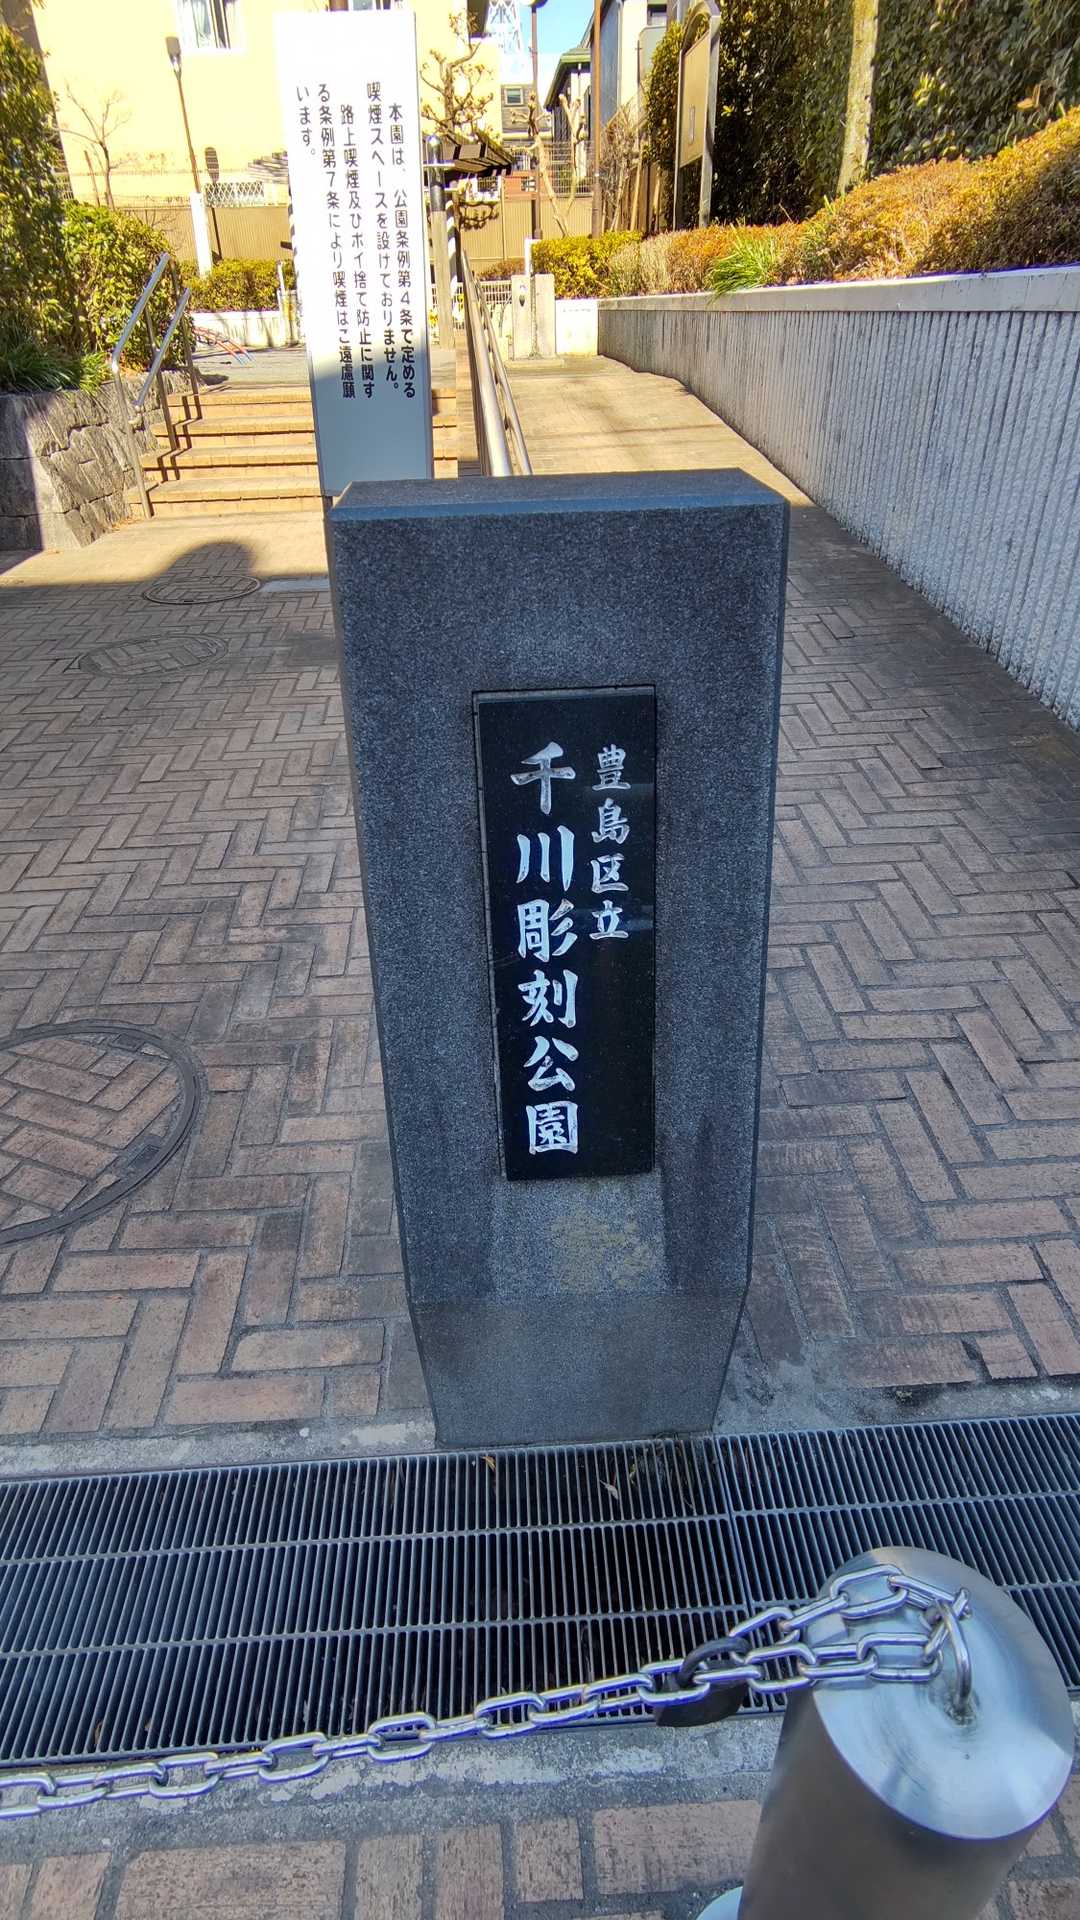 本園は、公園条例第4条で定める
喫煙スペースを設けておりません。
路上喫煙及びポイ捨て防止に関す
る条例第7条により喫煙はご遠慮願
います。
豊島区立
千川彫刻公園